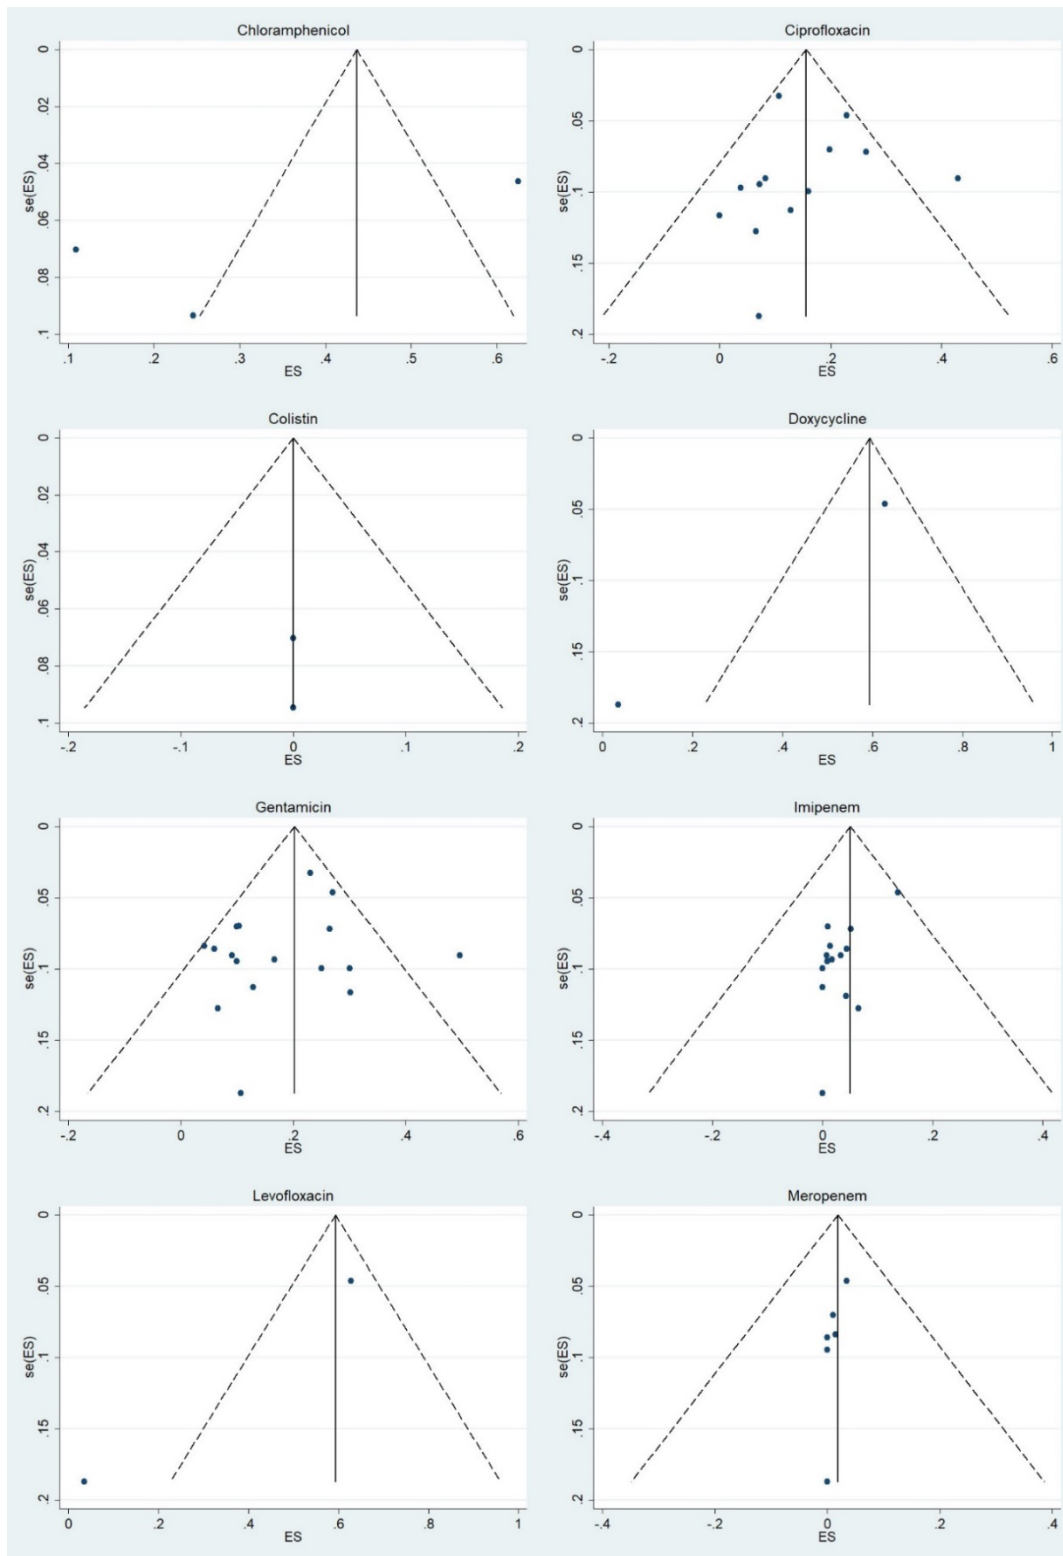 Chloramphenicol
0
.02
.04
.06
.08
.1
se(ES)
.1 .2 .3 .4 .5 .6
ES
Ciprofloxacin
0
.05
.1
.15
.2
se(ES)
-.2 0 .2 .4 .6
ES
Colistin
0
.02
.04
.06
.08
.1
se(ES)
-.2 -.1 0 .1 .2
ES
Doxycycline
0
.05
.1
.15
.2
se(ES)
0 .2 .4 .6 .8 1
ES
Gentamicin
0
.05
.1
.15
.2
se(ES)
-.2 0 .2 .4 .6
ES
Imipenem
0
.05
.1
.15
.2
se(ES)
-.4 -.2 0 .2 .4
ES
Levofloxacin
0
.05
.1
.15
.2
se(ES)
0 .2 .4 .6 .8 1
ES
Meropenem
0
.05
.1
.15
.2
se(ES)
-.4 -.2 0 .2 .4
ES